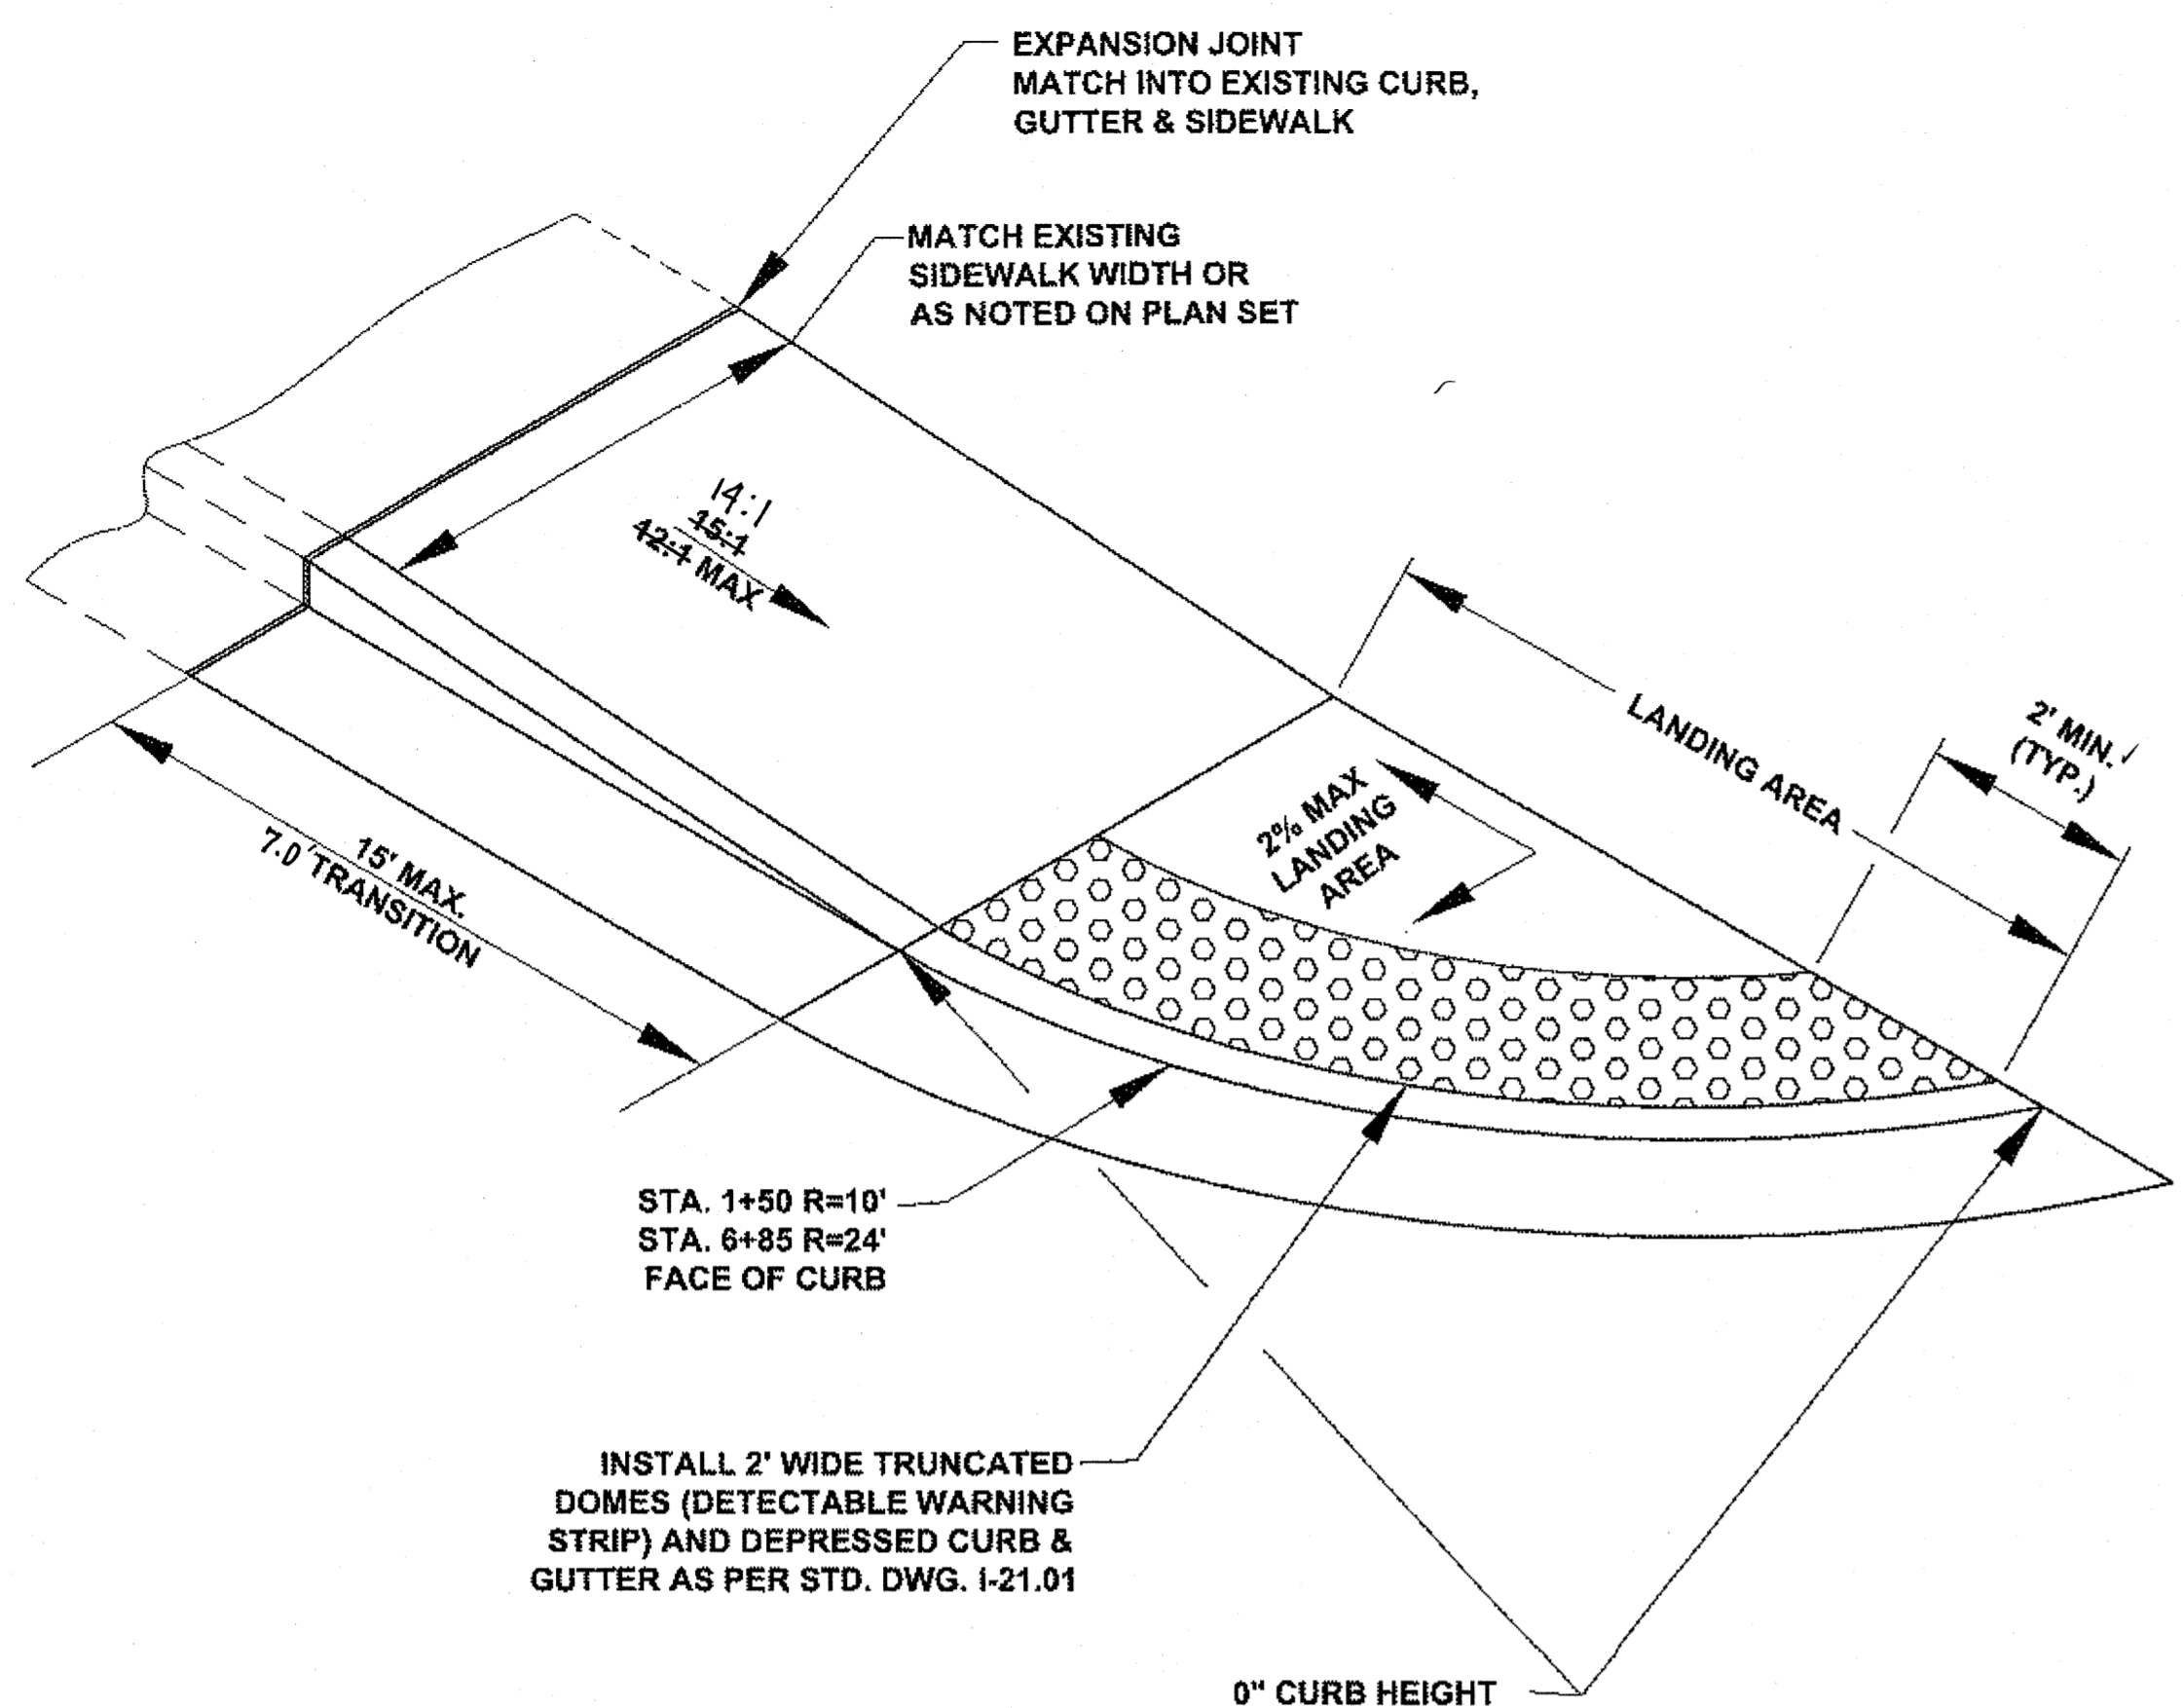 EXPANSION JOINT
MATCH INTO EXISTING CURB,
GUTTER & SIDEWALK
MATCH EXISTING
SIDEWALK WIDTH OR
AS NOTED ON PLAN SET
14:1
15:1
12:1 MAX
LANDING AREA
2' MIN.
(TYP.)
2% MAX
LANDING
AREA
15' MAX.
7.0' TRANSITION
STA. 1+50 R=10'
STA. 6+85 R=24'
FACE OF CURB
INSTALL 2' WIDE TRUNCATED
DOMES (DETECTABLE WARNING
STRIP) AND DEPRESSED CURB &
GUTTER AS PER STD. DWG. I-21.01
0" CURB HEIGHT